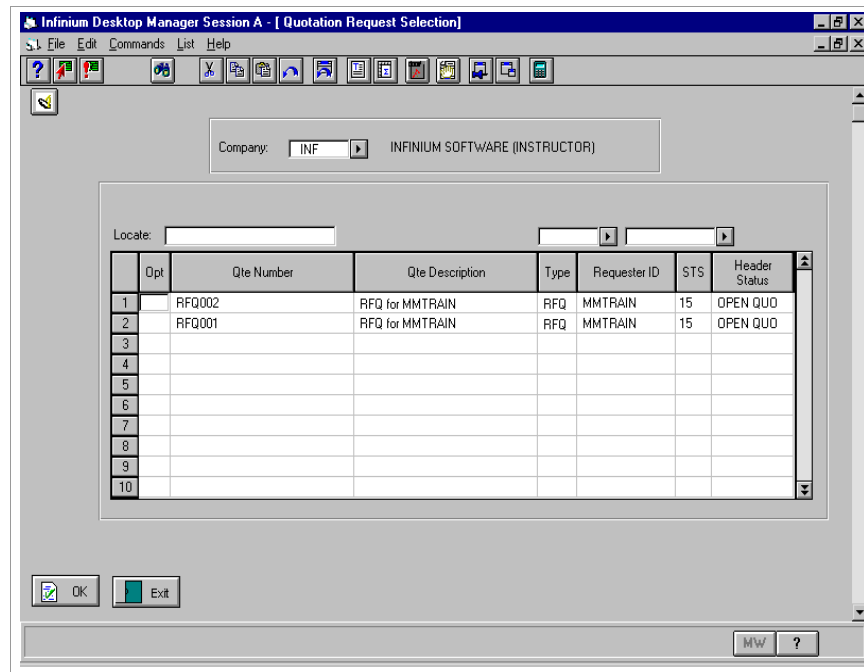 Infinium Desktop Manager Session A - [ Quotation Request Selection]
File Edit Commands List Help
Company: INF INFINIUM SOFTWARE (INSTRUCTOR)
Locate:
Opt Qte Number Qte Description Type Requester ID STS Header Status
1 RFQ002 RFQ for MMTRAIN RFQ MMTRAIN 15 OPEN QUO
2 RFQ001 RFQ for MMTRAIN RFQ MMTRAIN 15 OPEN QUO
3
4
5
6
7
8
9
10
OK Exit
MW ?